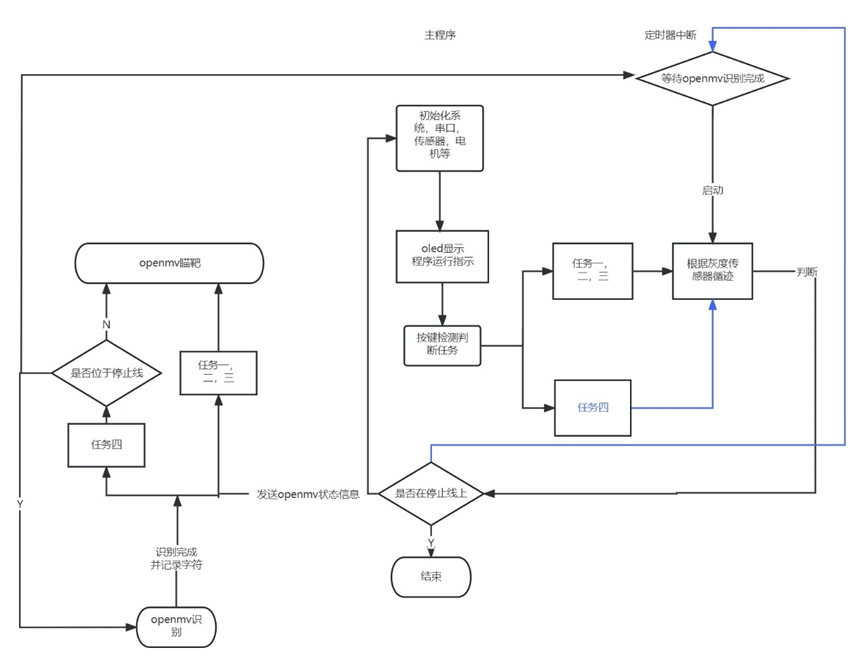 主程序
定时器中断
等待openmv识别完成
初始化系
统，串口，
传感器，电
机等
启动
oled显示
程序运行指示
openmv瞄靶
任务一，
二，三
根据灰度传
感器循迹
判断
N
按键检测判
断任务
是否位于停止线
任务一，
二，三
任务四
任务四
发送openmv状态信息
是否在停止线上
Y
Y
识别完成
并记录字符
结束
openmv识
别